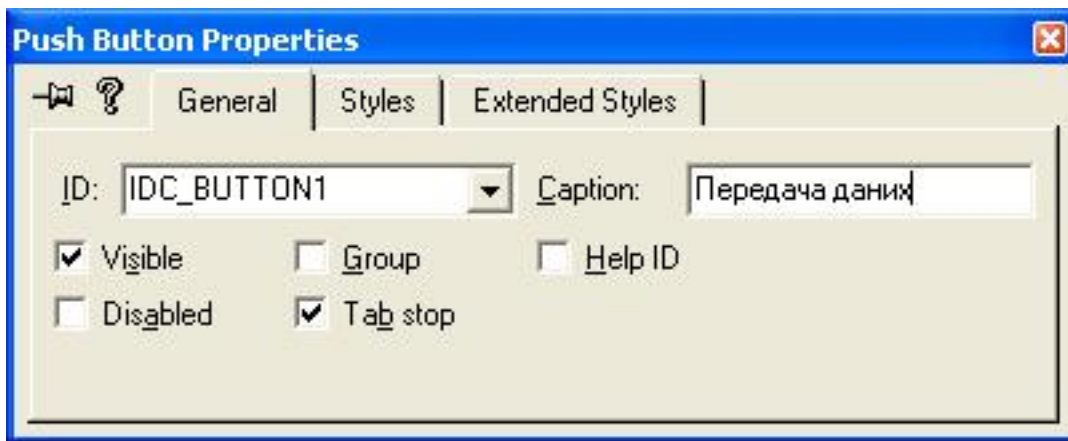 Push Button Properties
General Styles Extended Styles
ID: IDC_BUTTON1 Caption: Передача даних
Visible Group Help ID
Disabled Tab stop